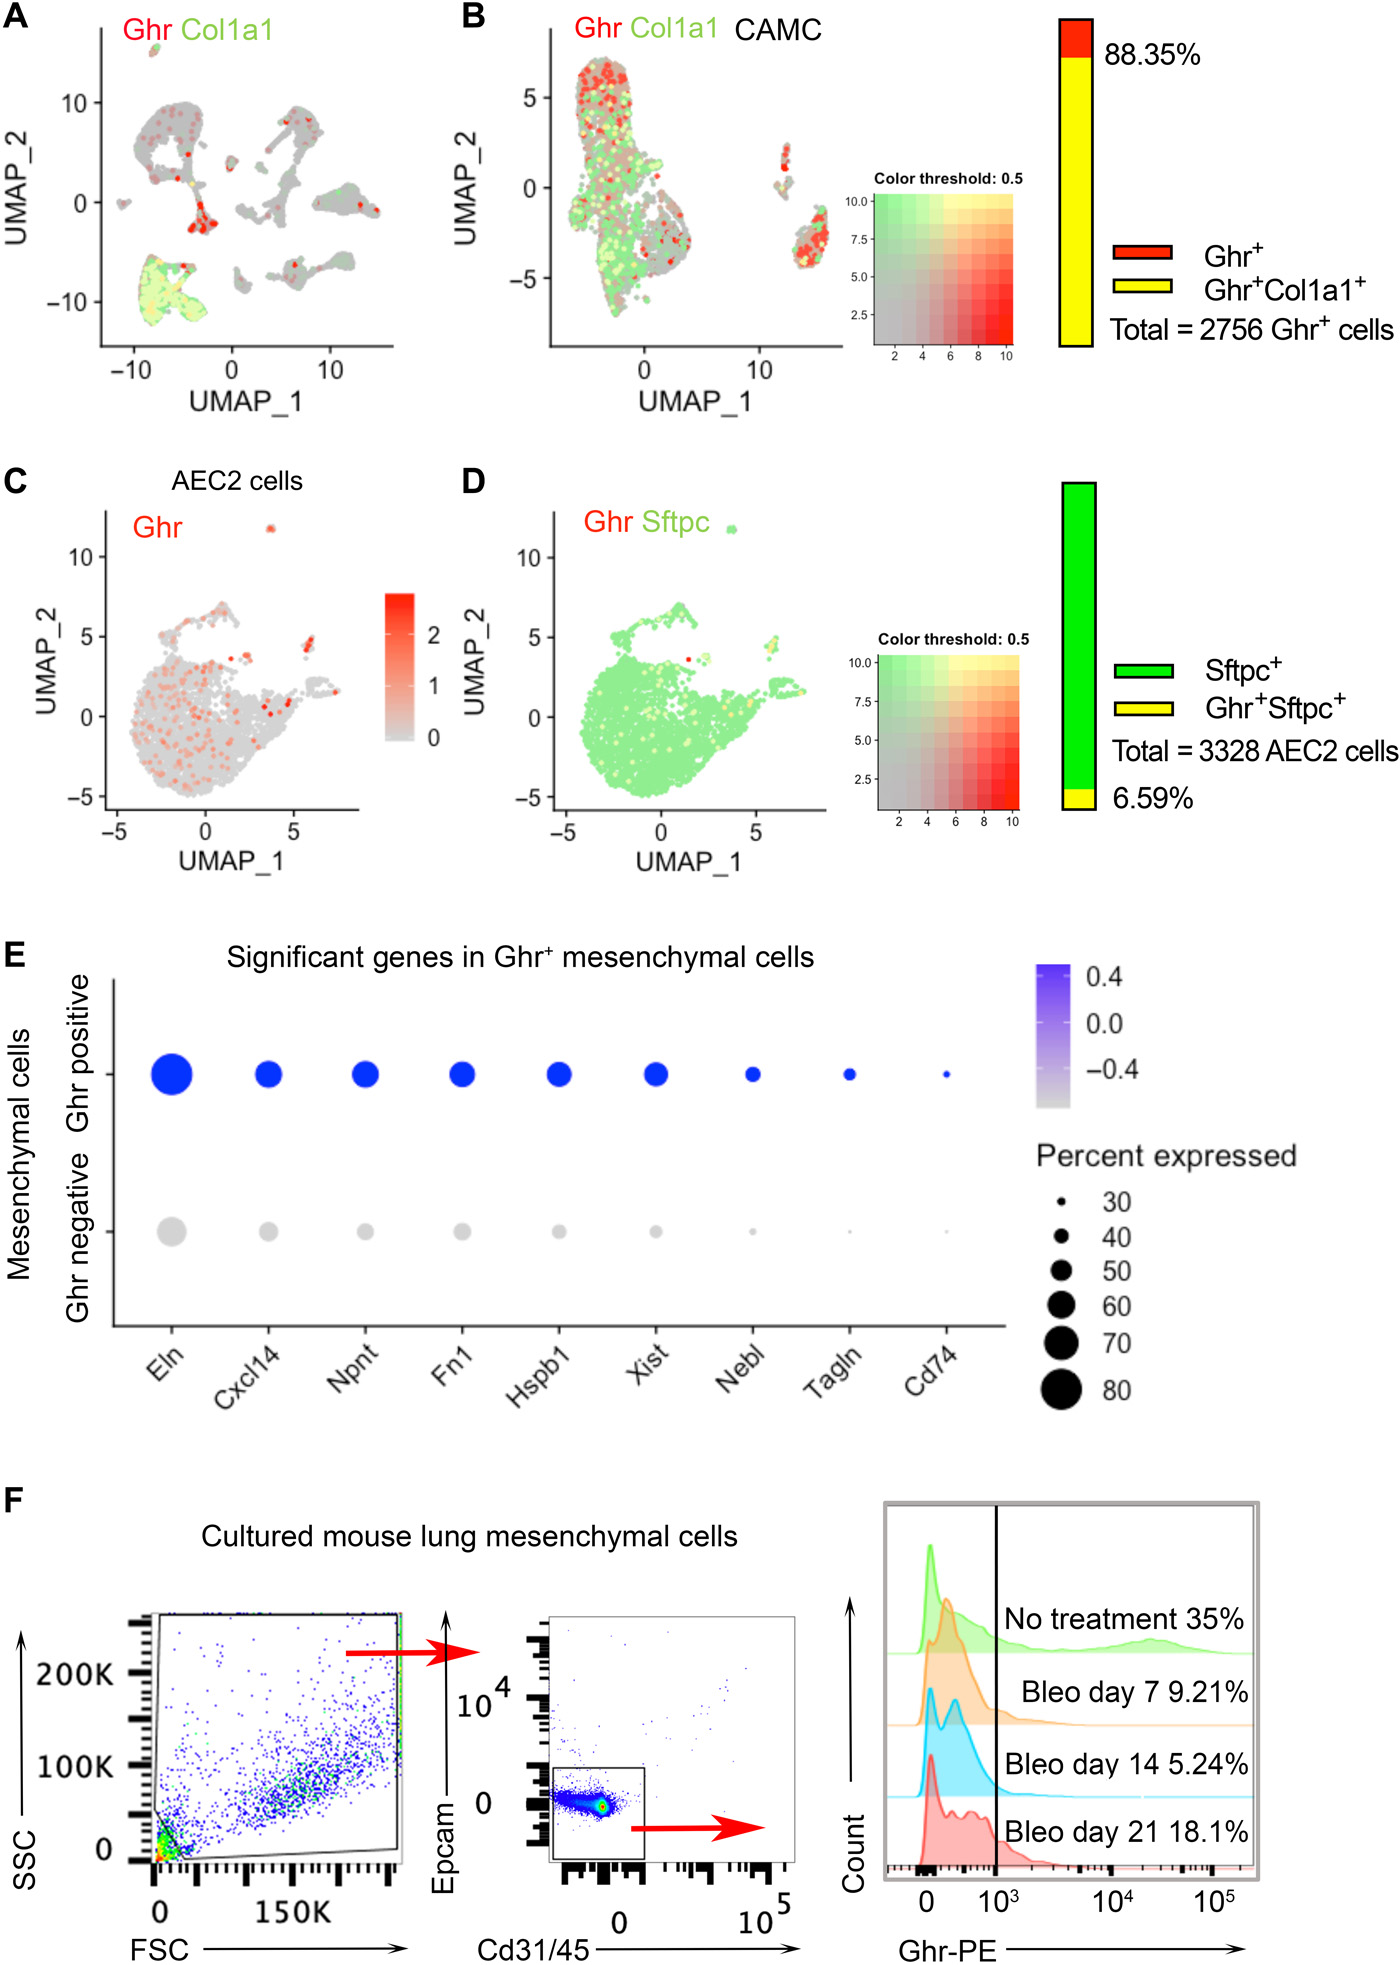 A
Ghr Col1a1
UMAP_2
10
0
−10
−10
0
10
UMAP_1
B
Ghr Col1a1 CAMC
UMAP_2
5
0
−5
0
10
UMAP_1
Color threshold: 0.5
10.0
7.5
5.0
2.5
2
4
6
8
10
88.35%
Ghr+
Ghr+Col1a1+
Total = 2756 Ghr+ cells
C
AEC2 cells
Ghr
UMAP_2
10
5
0
−5
−5
0
5
UMAP_1
2
1
0
D
Ghr Sftpc
UMAP_2
10
5
0
−5
−5
0
5
UMAP_1
Color threshold: 0.5
10.0
7.5
5.0
2.5
2
4
6
8
10
Sftpc+
Ghr+Sftpc+
Total = 3328 AEC2 cells
6.59%
E
Significant genes in Ghr+ mesenchymal cells
Mesenchymal cells
Ghr positive
Ghr negative
Eln
Cxcl14
Npnt
Fn1
Hspb1
Xist
Nebl
Tagln
Cd74
0.4
0.0
−0.4
Percent expressed
30
40
50
60
70
80
F
Cultured mouse lung mesenchymal cells
SSC
200K
100K
0
0
150K
FSC
Epcam
10^4
0
0
10^5
Cd31/45
Count
No treatment 35%
Bleo day 7 9.21%
Bleo day 14 5.24%
Bleo day 21 18.1%
0
10^3
10^4
10^5
Ghr-PE